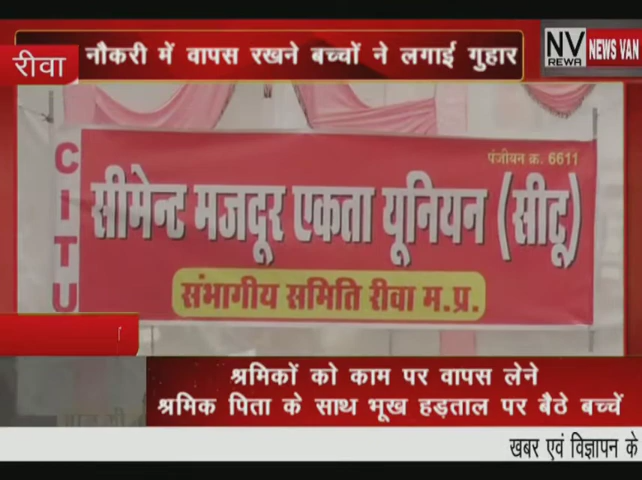 नौकरी में वापस रखने बच्चों ने लगाई गुहार
रीवा
NV
REWA
NEWS VAN
CITU
पंजीयन क्र. 6611
सीमेन्ट मजदूर एकता यूनियन (सीटू)
संभागीय समिति रीवा म.प्र.
श्रमिकों को काम पर वापस लेने
श्रमिक पिता के साथ भूख हड़ताल पर बैठे बच्चें
खबर एवं विज्ञापन के